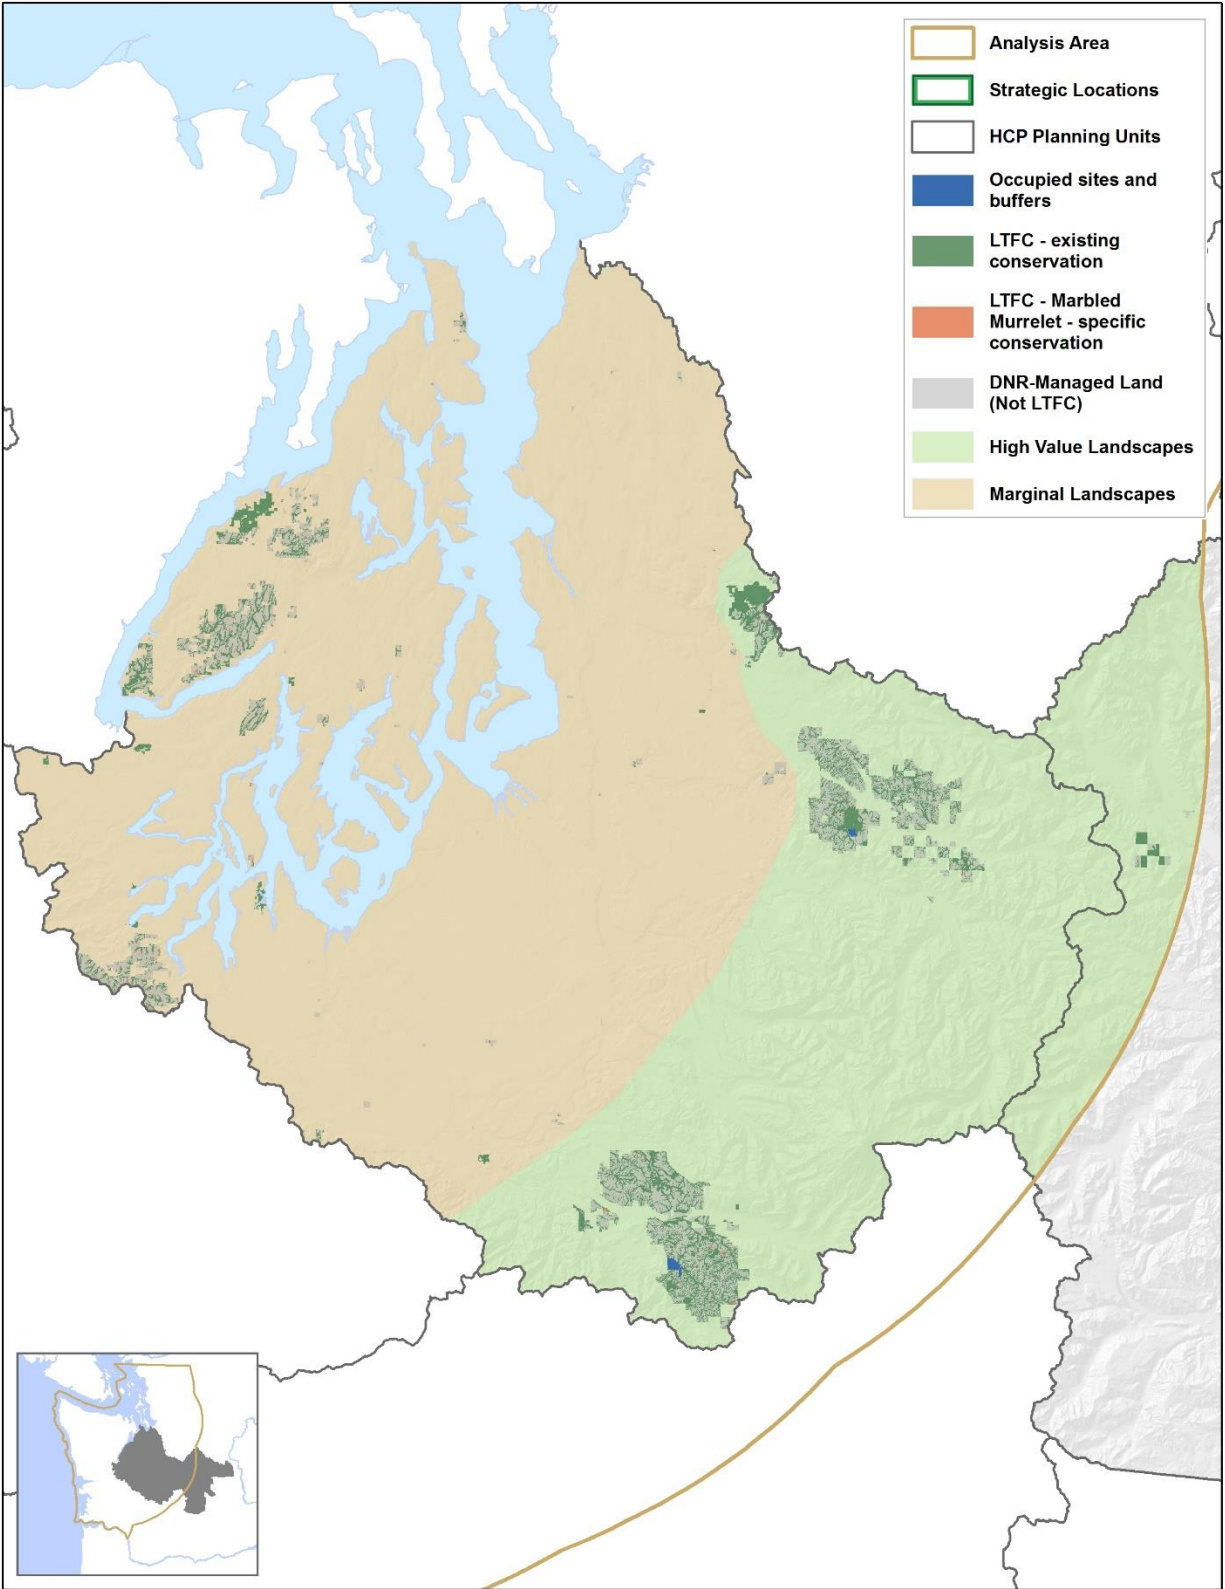 Analysis Area
Strategic Locations
HCP Planning Units
Occupied sites and
buffers
LTFC - existing
conservation
LTFC - Marbled
Murrelet - specific
conservation
DNR-Managed Land
(Not LTFC)
High Value Landscapes
Marginal Landscapes